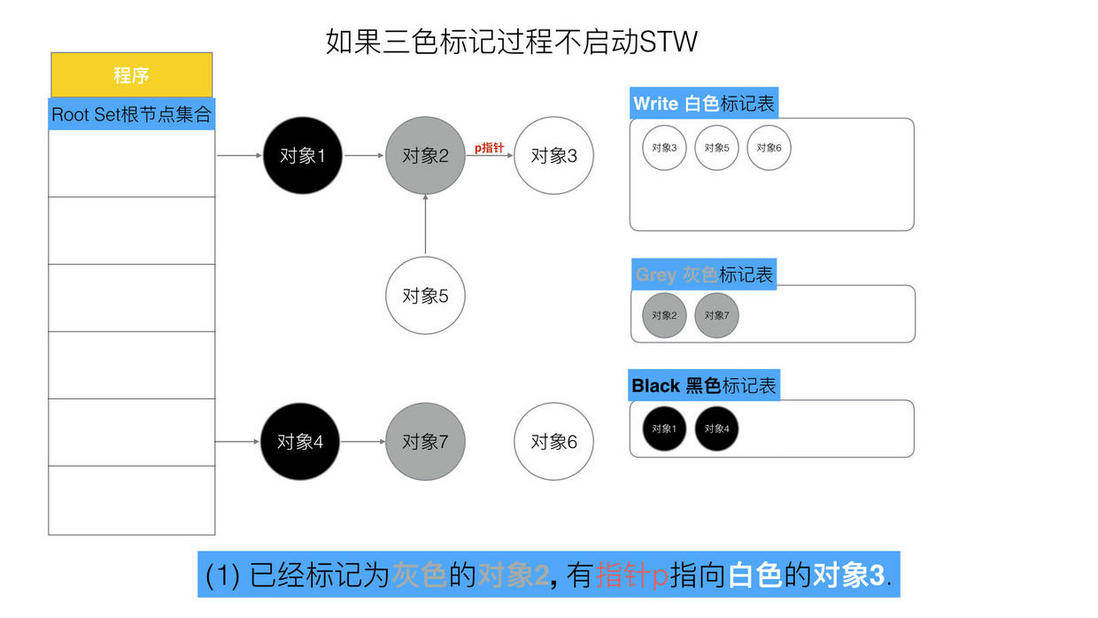 如果三色标记过程不启动STW
程序
Root Set根节点集合
对象1
对象2
p指针
对象3
对象5
对象4
对象7
对象6
Write 白色标记表
对象3 对象5 对象6
Grey 灰色标记表
对象2 对象7
Black 黑色标记表
对象1 对象4
(1) 已经标记为灰色的对象2, 有指针p指向白色的对象3.